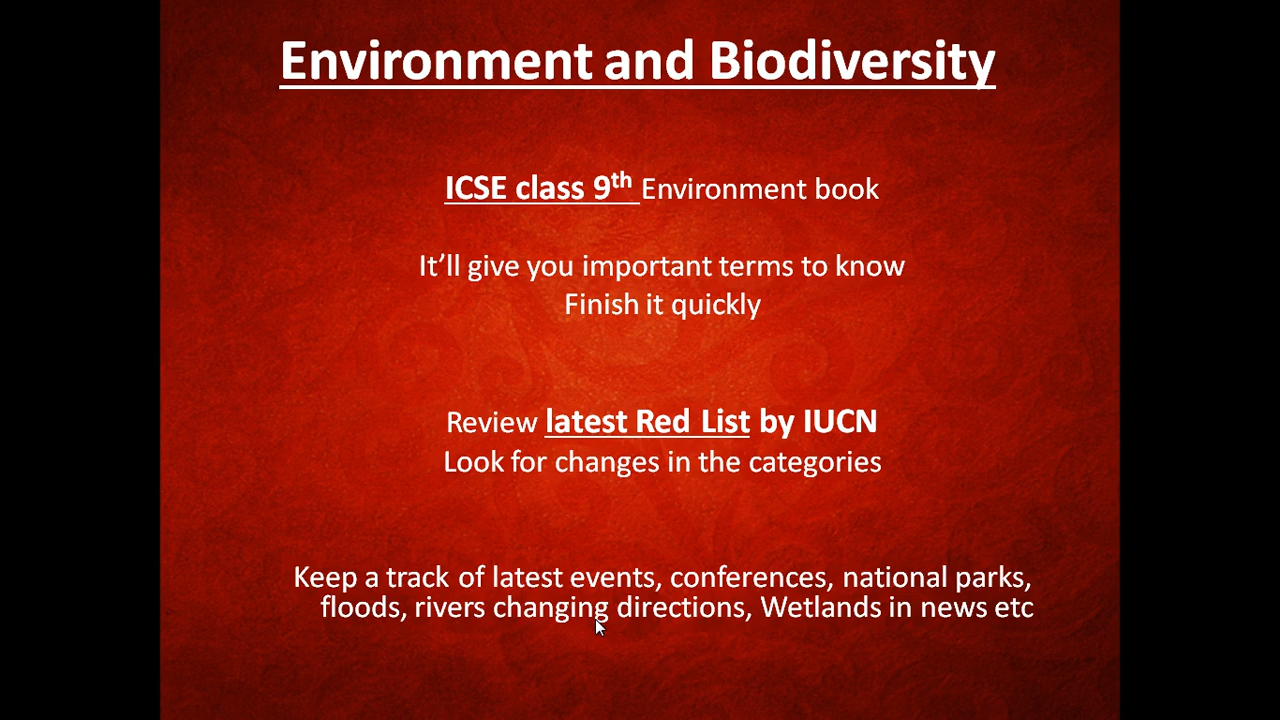 Environment and Biodiversity
ICSE class 9th Environment book
It’ll give you important terms to know
Finish it quickly
Review latest Red List by IUCN
Look for changes in the categories
Keep a track of latest events, conferences, national parks,
floods, rivers changing directions, Wetlands in news etc